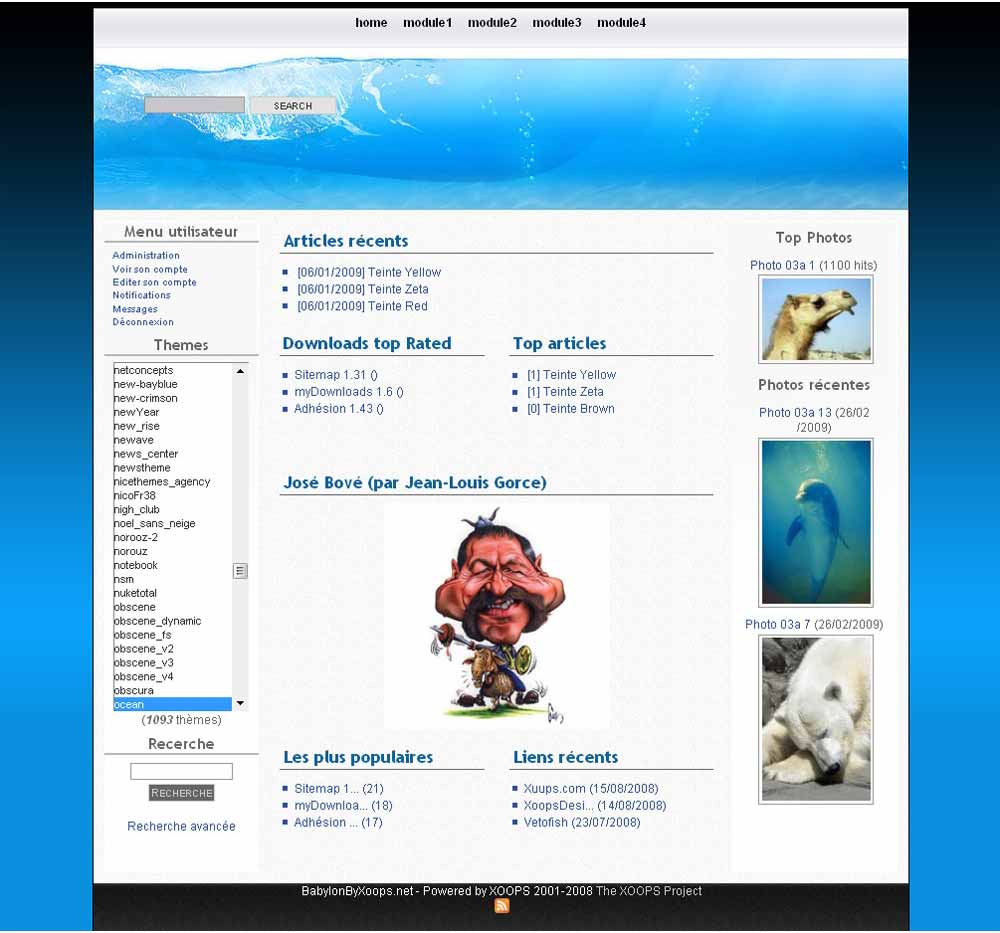 home module1 module2 module3 module4
SEARCH
Menu utilisateur
Administration
Voir son compte
Editer son compte
Notifications
Messages
Déconnexion
Themes
netconcepts
new-bayblue
new-crimson
newYear
new_rise
newave
news_center
newstheme
nicethemes_agency
nicoFr38
nigh_club
noel_sans_neige
norooz-2
norouz
notebook
nsm
nuketotal
obscene
obscene_dynamic
obscene_fs
obscene_v2
obscene_v3
obscene_v4
obscura
ocean
(1093 thèmes)
Recerche
RECHERCHE
Recherche avancée
Articles récents
[06/01/2009] Teinte Yellow
[06/01/2009] Teinte Zeta
[06/01/2009] Teinte Red
Downloads top Rated
Sitemap 1.31 ()
myDownloads 1.6 ()
Adhésion 1.43 ()
Top articles
[1] Teinte Yellow
[1] Teinte Zeta
[0] Teinte Brown
José Bové (par Jean-Louis Gorce)
Les plus populaires
Sitemap 1... (21)
myDownloa... (18)
Adhésion ... (17)
Liens récents
Xuups.com (15/08/2008)
XoopsDesi... (14/08/2008)
Vetofish (23/07/2008)
Top Photos
Photo 03a 1 (1100 hits)
Photos récentes
Photo 03a 13 (26/02
/2009)
Photo 03a 7 (26/02/2009)
BabylonByXoops.net - Powered by XOOPS 2001-2008 The XOOPS Project